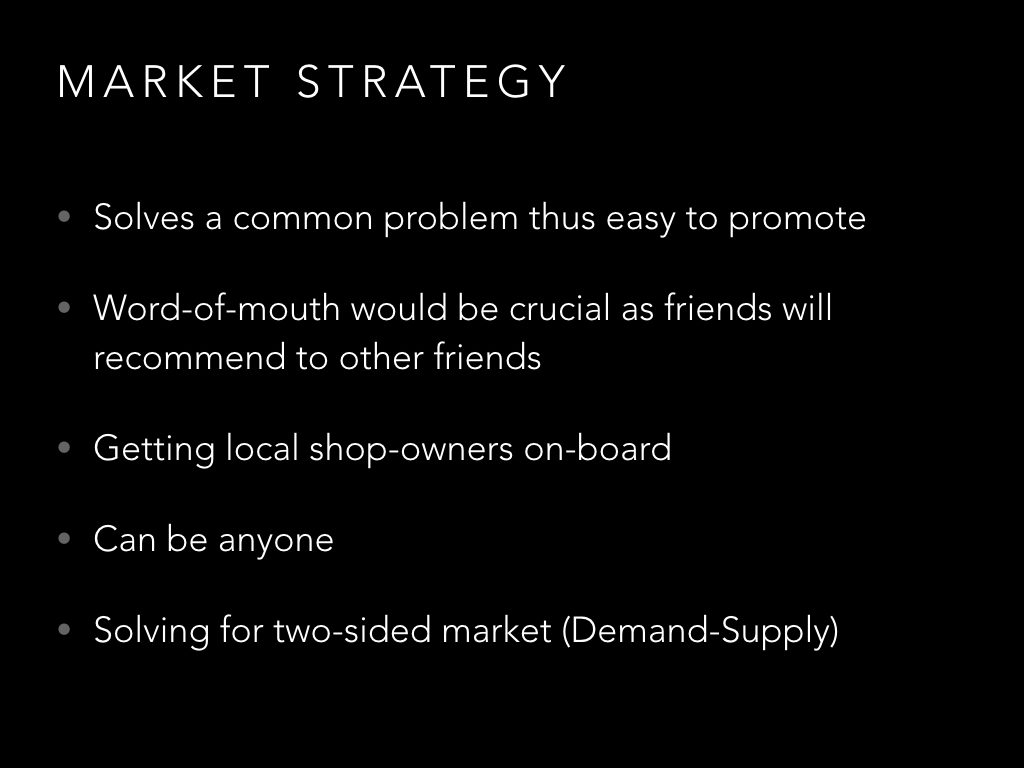 MARKET STRATEGY
• Solves a common problem thus easy to promote
• Word-of-mouth would be crucial as friends will
recommend to other friends
• Getting local shop-owners on-board
• Can be anyone
• Solving for two-sided market (Demand-Supply)